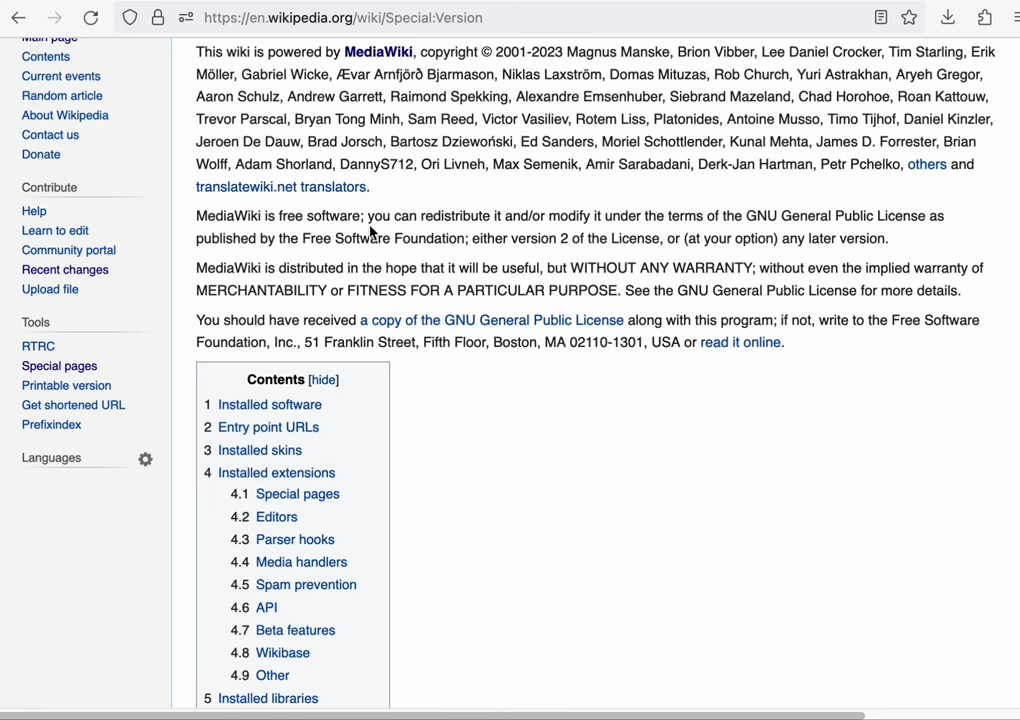 https://en.wikipedia.org/wiki/Special:Version
Main page
Contents
Current events
Random article
About Wikipedia
Contact us
Donate
Contribute
Help
Learn to edit
Community portal
Recent changes
Upload file
Tools
RTRC
Special pages
Printable version
Get shortened URL
Prefixindex
Languages
This wiki is powered by MediaWiki, copyright © 2001-2023 Magnus Manske, Brion Vibber, Lee Daniel Crocker, Tim Starling, Erik
Möller, Gabriel Wicke, Ævar Arnfjörð Bjarmason, Niklas Laxström, Domas Mituzas, Rob Church, Yuri Astrakhan, Aryeh Gregor,
Aaron Schulz, Andrew Garrett, Raimond Spekking, Alexandre Emsenhuber, Siebrand Mazeland, Chad Horohoe, Roan Kattouw,
Trevor Parscal, Bryan Tong Minh, Sam Reed, Victor Vasiliev, Rotem Liss, Platonides, Antoine Musso, Timo Tijhof, Daniel Kinzler,
Jeroen De Dauw, Brad Jorsch, Bartosz Dziewoński, Ed Sanders, Moriel Schottlender, Kunal Mehta, James D. Forrester, Brian
Wolff, Adam Shorland, DannyS712, Ori Livneh, Max Semenik, Amir Sarabadani, Derk-Jan Hartman, Petr Pchelko, others and
translatewiki.net translators.
MediaWiki is free software; you can redistribute it and/or modify it under the terms of the GNU General Public License as
published by the Free Software Foundation; either version 2 of the License, or (at your option) any later version.
MediaWiki is distributed in the hope that it will be useful, but WITHOUT ANY WARRANTY; without even the implied warranty of
MERCHANTABILITY or FITNESS FOR A PARTICULAR PURPOSE. See the GNU General Public License for more details.
You should have received a copy of the GNU General Public License along with this program; if not, write to the Free Software
Foundation, Inc., 51 Franklin Street, Fifth Floor, Boston, MA 02110-1301, USA or read it online.
Contents [hide]
1 Installed software
2 Entry point URLs
3 Installed skins
4 Installed extensions
4.1 Special pages
4.2 Editors
4.3 Parser hooks
4.4 Media handlers
4.5 Spam prevention
4.6 API
4.7 Beta features
4.8 Wikibase
4.9 Other
5 Installed libraries